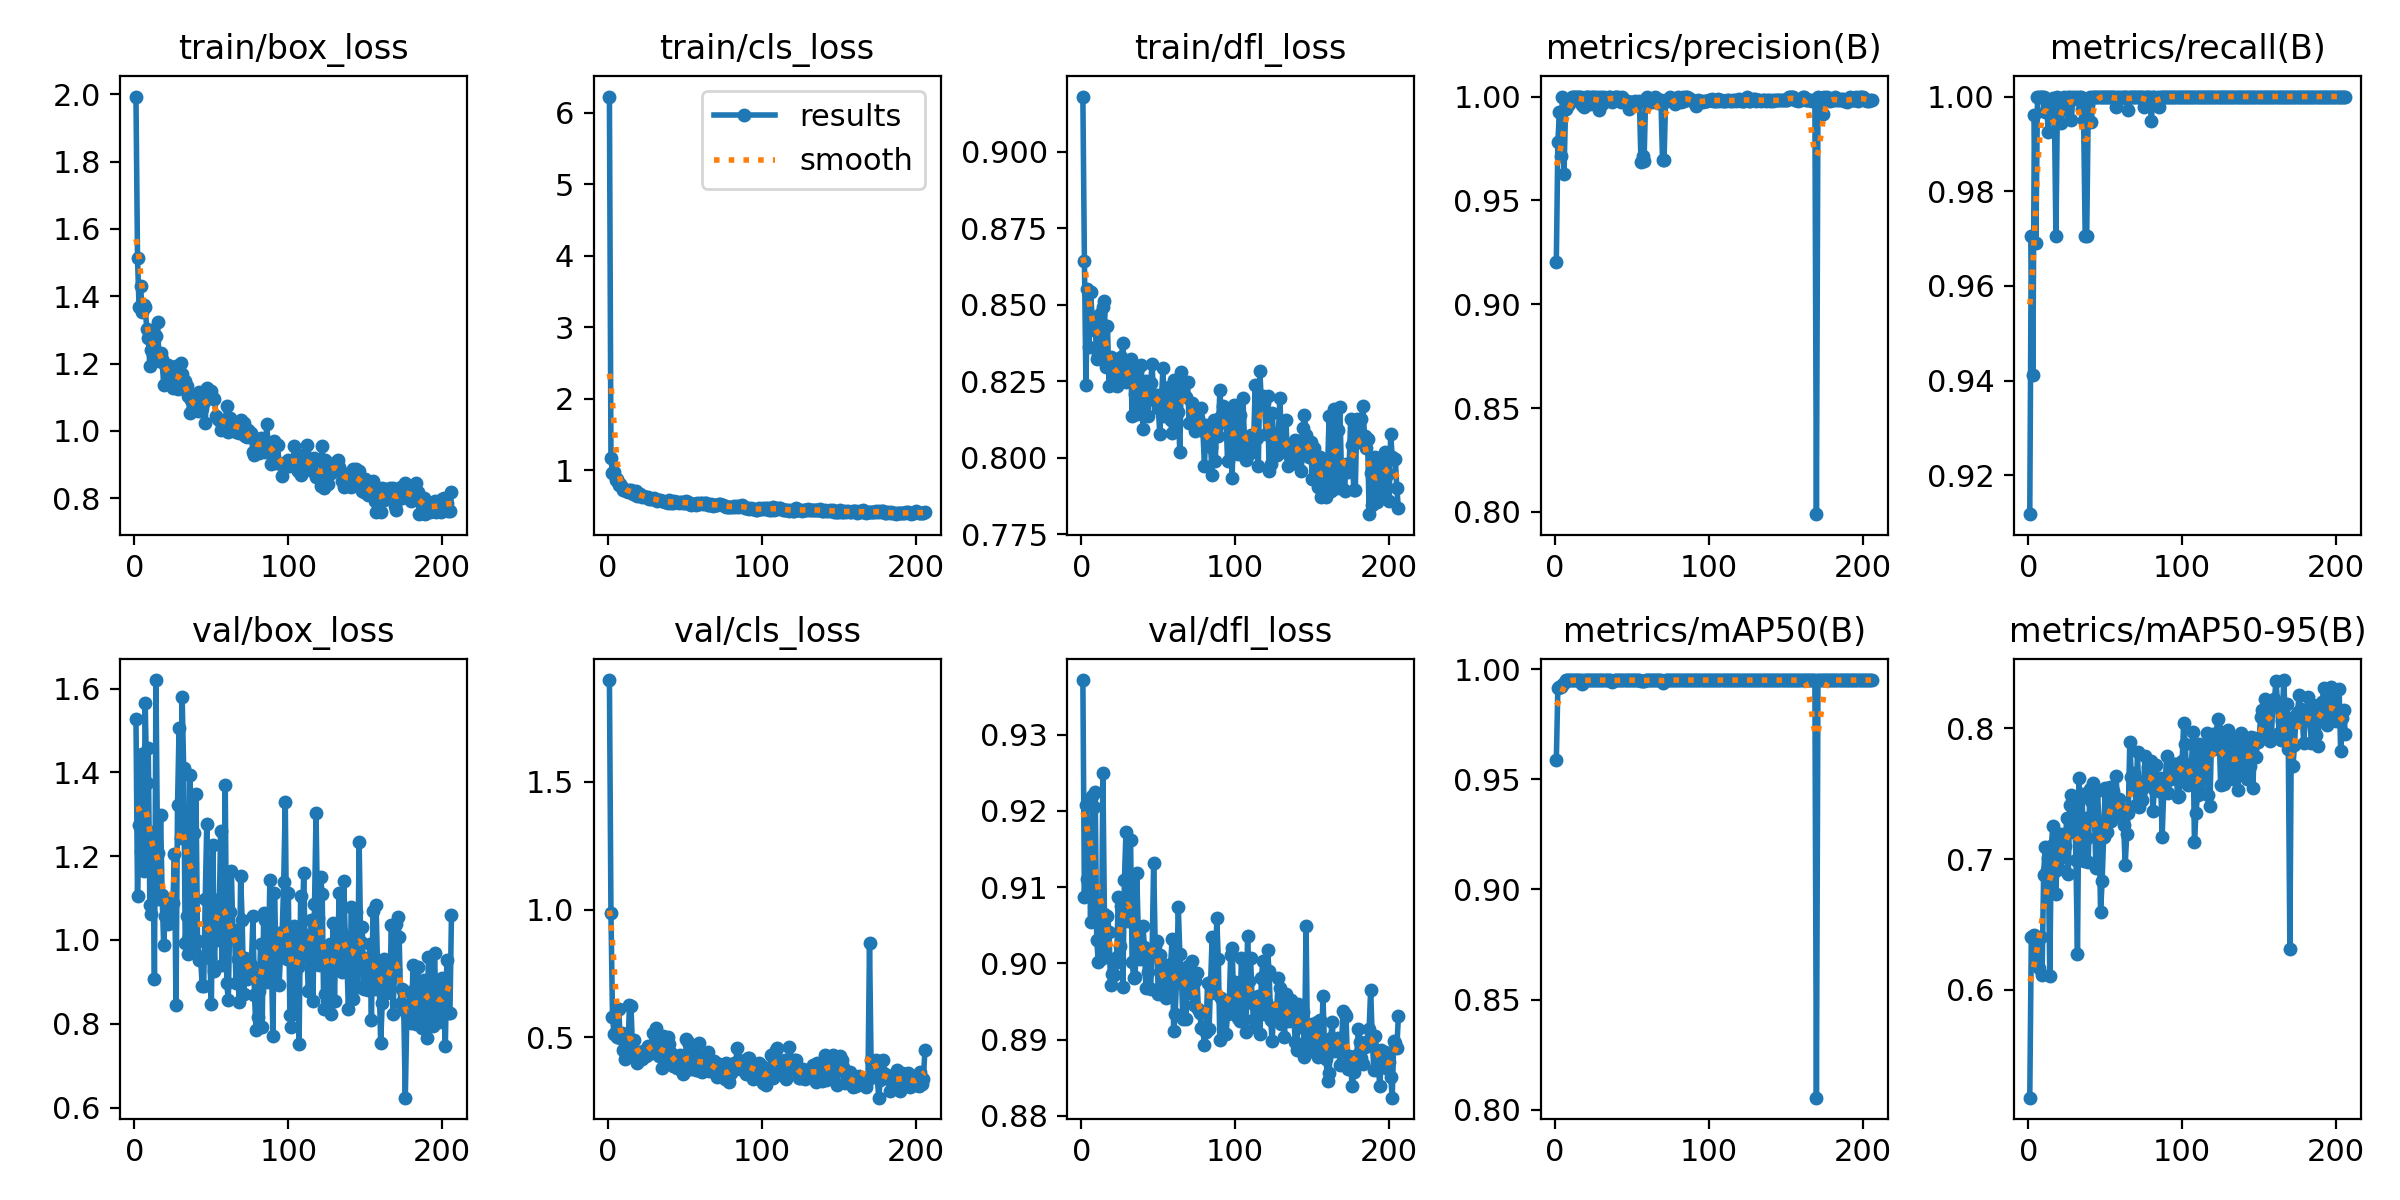 train/box_loss
2.0
1.8
1.6
1.4
1.2
1.0
0.8
0 100 200
train/cls_loss
results
smooth
6
5
4
3
2
1
0 100 200
train/dfl_loss
0.900
0.875
0.850
0.825
0.800
0.775
0 100 200
metrics/precision(B)
1.00
0.95
0.90
0.85
0.80
0 100 200
metrics/recall(B)
1.00
0.98
0.96
0.94
0.92
0 100 200
val/box_loss
1.6
1.4
1.2
1.0
0.8
0.6
0 100 200
val/cls_loss
1.5
1.0
0.5
0 100 200
val/dfl_loss
0.93
0.92
0.91
0.90
0.89
0.88
0 100 200
metrics/mAP50(B)
1.00
0.95
0.90
0.85
0.80
0 100 200
metrics/mAP50-95(B)
0.8
0.7
0.6
0 100 200